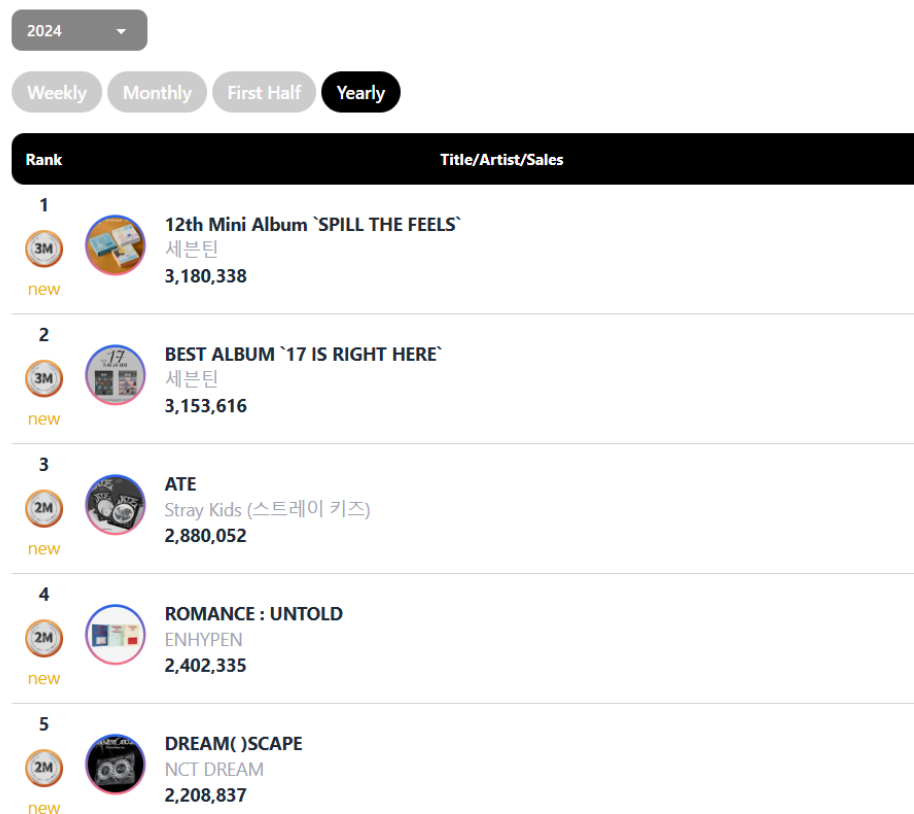 2024
Weekly Monthly First Half Yearly
Rank Title/Artist/Sales
1
3M
new
12th Mini Album `SPILL THE FEELS`
세븐틴
3,180,338
2
3M
new
17
BEST ALBUM `17 IS RIGHT HERE`
세븐틴
3,153,616
3
2M
new
ATE
Stray Kids (스트레이 키즈)
2,880,052
4
2M
new
ROMANCE : UNTOLD
ENHYPEN
2,402,335
5
2M
new
DREAM( )SCAPE
NCT DREAM
2,208,837